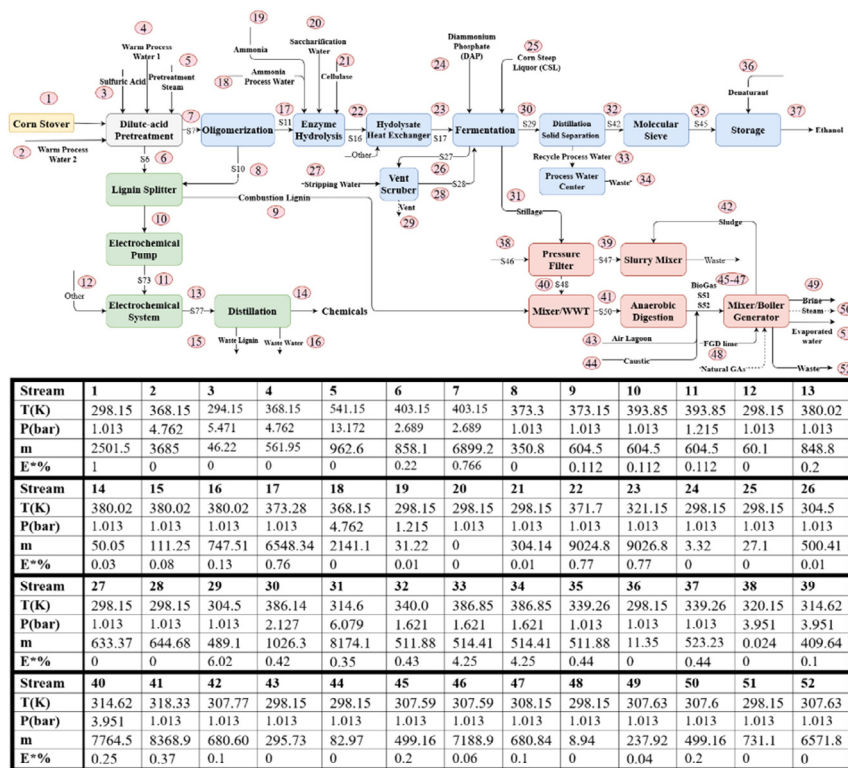 19
20
4
Saccharification
Water
Diammonium
Phosphate
(DAP)
25
Warm Process
Water 1
5
Ammonia
21
Corn Steep
Liquor (CSL)
Pretreatment
Steam
18
Ammonia
Process Water
Cellulase
24
36
Sulfuric Acid
3
1
7
17
22
23
30
32
35
Denaturant
37
Corn Stover
Dilute-acid
Pretreatment
S7
Oligomerization
S11
Enzyme
Hydrolysis
S16
Hydolysate
Heat Exchanger
S17
Fermentation
S29
Distillation
Solid Separation
S42
Molecular
Sieve
S45
Storage
Ethanol
2
Warm Process
Water 2
S6
6
S10
8
Other
27
S27
26
Recycle Process Water
33
Lignin Splitter
Stripping Water
Vent
Scruber
S28
28
Process Water
Center
Waste
34
Combustion Lignin
9
Vent
29
31
10
Stillage
42
Electrochemical
Pump
38
39
Sludge
S73
11
S46
Pressure
Filter
S47
Slurry Mixer
Waste
12
Other
13
14
40
S48
41
BioGas
S51
S52
45-47
49
Electrochemical
System
S77
Distillation
Chemicals
Mixer/WWT
S50
Anaerobic
Digestion
Mixer/Boiler
Generator
Brine
Steam
Evaporated
water
15
Waste Lignin
Waste Water
16
43
Air Lagoon
FGD lime
48
44
Caustic
Natural GAs
Waste
Stream 1 2 3 4 5 6 7 8 9 10 11 12 13
T(K) 298.15 368.15 294.15 368.15 541.15 403.15 403.15 373.3 373.15 393.85 393.85 298.15 380.02
P(bar) 1.013 4.762 5.471 4.762 13.172 2.689 2.689 1.013 1.013 1.013 1.215 1.013 1.013
m 2501.5 3685 46.22 561.95 962.6 858.1 6899.2 350.8 604.5 604.5 604.5 60.1 848.8
E*% 1 0 0 0 0 0.22 0.766 0 0.112 0.112 0.112 0 0.2
Stream 14 15 16 17 18 19 20 21 22 23 24 25 26
T(K) 380.02 380.02 380.02 373.28 368.15 298.15 298.15 298.15 371.7 321.15 298.15 298.15 304.5
P(bar) 1.013 1.013 1.013 1.013 4.762 1.215 1.013 1.013 1.013 1.013 1.013 1.013 1.013
m 50.05 111.25 747.51 6548.34 2141.1 31.22 0 304.14 9024.8 9026.8 3.32 27.1 500.41
E*% 0.03 0.08 0.13 0.76 0 0.01 0 0.01 0.77 0.77 0 0 0.01
Stream 27 28 29 30 31 32 33 34 35 36 37 38 39
T(K) 298.15 298.15 304.5 386.14 314.6 340.0 386.85 386.85 339.26 298.15 339.26 320.15 314.62
P(bar) 1.013 1.013 1.013 2.127 6.079 1.621 1.621 1.621 1.013 1.013 1.013 3.951 3.951
m 633.37 644.68 489.1 1026.3 8174.1 511.88 514.41 514.41 511.88 11.35 523.23 0.024 409.64
E*% 0 0 6.02 0.42 0.35 0.43 4.25 4.25 0.44 0 0.44 0 0.1
Stream 40 41 42 43 44 45 46 47 48 49 50 51 52
T(K) 314.62 318.33 307.77 298.15 298.15 307.59 307.59 308.15 298.15 307.63 307.6 298.15 307.63
P(bar) 3.951 1.013 1.013 1.013 1.013 1.013 1.013 1.013 1.013 1.013 1.013 1.013 1.013
m 7764.5 8368.9 680.60 295.73 82.97 499.16 7188.9 680.84 8.94 237.92 499.16 731.1 6571.8
E*% 0.25 0.37 0.1 0 0 0.2 0.06 0.1 0 0.04 0.2 0 0